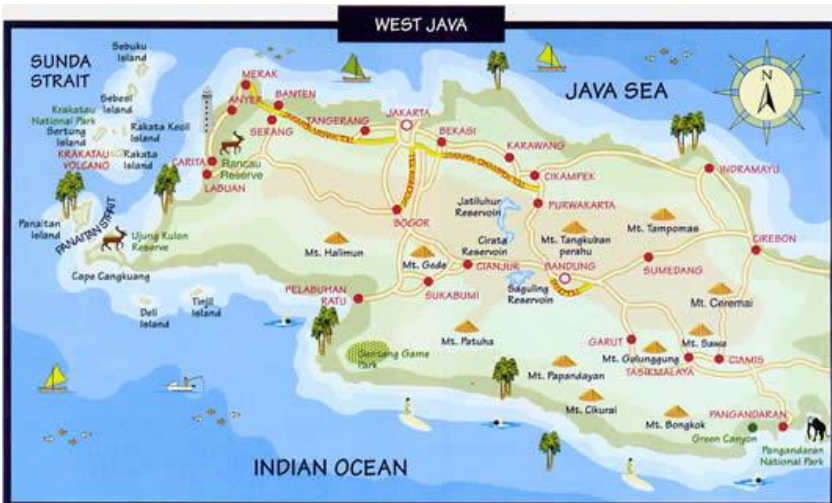 WEST JAVA
SUNDA
STRAIT
Sebuku
Island
Sebesi
Island
Krakatau
National Park
Sertung
Island
Rakata Kecil
Island
KRAKATAU
VOLCANO
Rakata
Island
MERAK
ANYER
BANTEN
SERANG
TANGERANG
JAKARTA
BEKASI
KARAWANG
CIKAMPEK
JAVA SEA
N
INDRAMAYU
CARITA
Rancau
Reserve
LABUAN
Panaitan
Island
PANAITAN STRAIT
Ujung Kulon
Reserve
Cape Cangkuang
Deli
Island
Tinjil
Island
BOGOR
Jatiluhur
Reservoin
PURWAKARTA
Mt. Halimun
Cirata
Reservoin
Mt. Gede
CIANJUR
Mt. Tangkuban
perahu
Mt. Tampomas
CIREBON
BANDUNG
SUMEDANG
PELABUHAN
RATU
SUKABUMI
Saguling
Reservoin
Mt. Ceremai
Mt. Patuha
GARUT
Mt. Sawa
Mt. Galunggung
TASIKMALAYA
CIAMIS
Game
Park
Mt. Papandayan
Mt. Cikurai
Mt. Bongkok
PANGANDARAN
Green Canyon
Pangandaran
National Park
INDIAN OCEAN